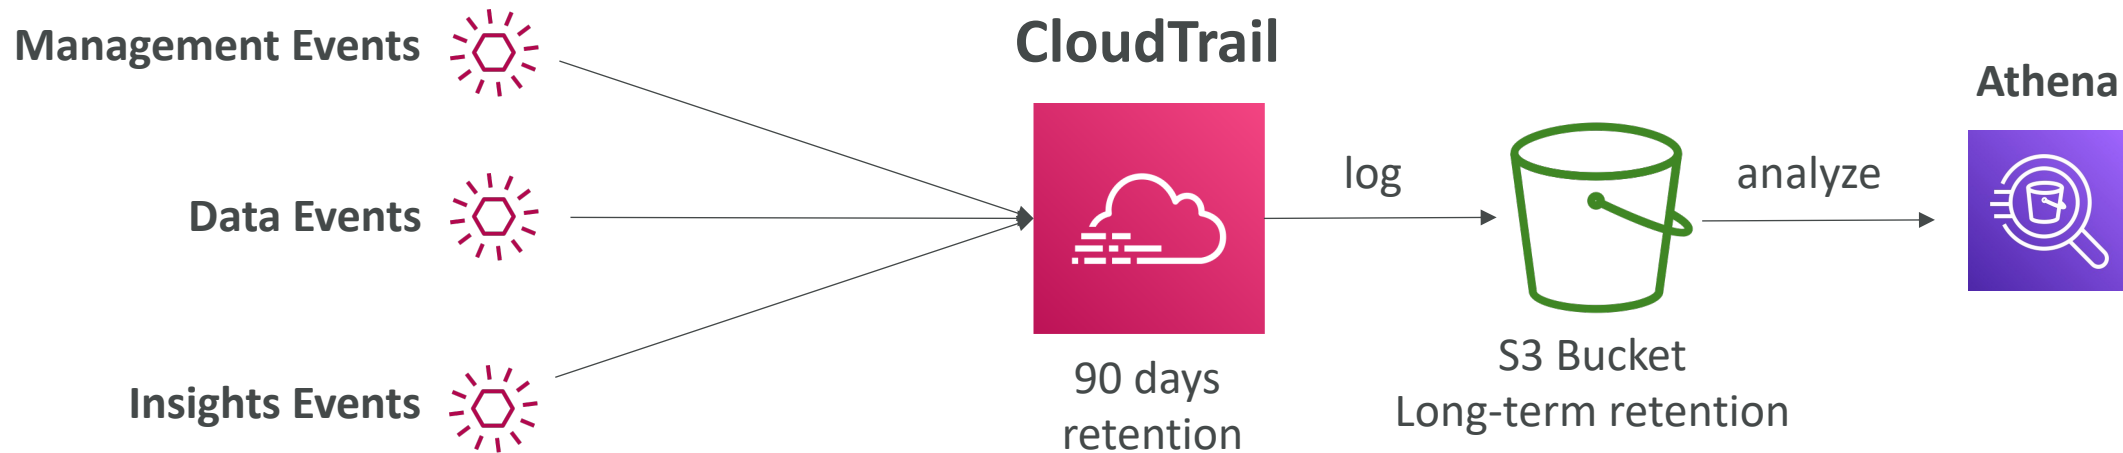 Management Events
Data Events
Insights Events
CloudTrail
90 days
retention
log
S3 Bucket
Long-term retention
analyze
Athena